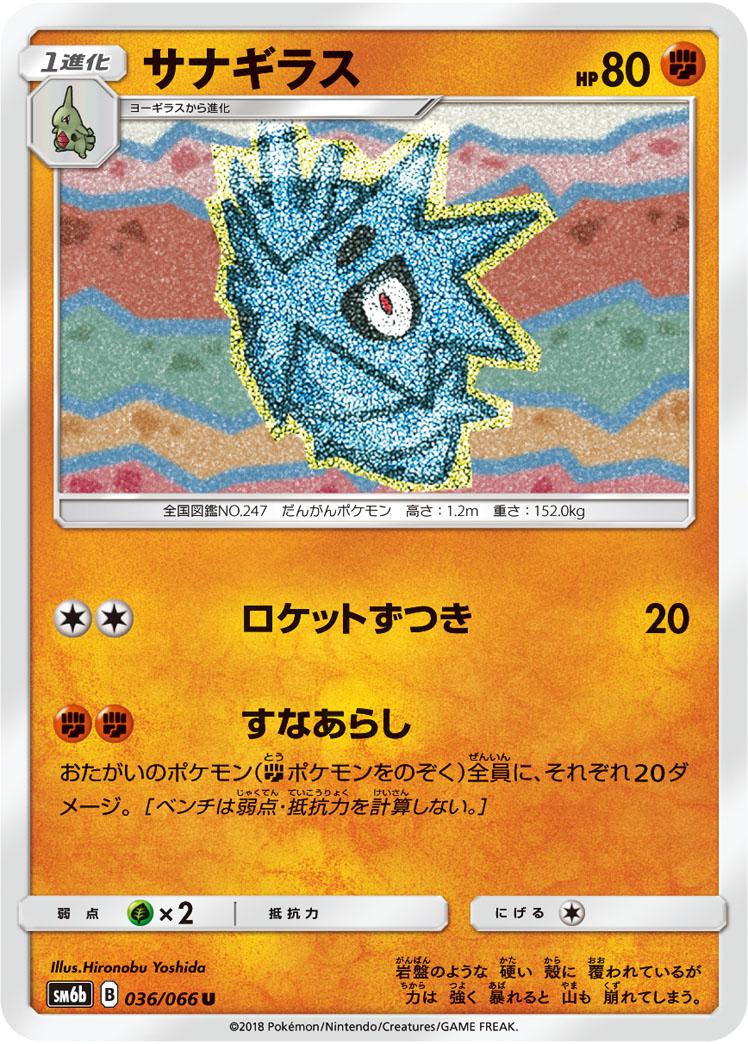 1進化
サナギラス
HP80
ヨーギラスから進化
全国図鑑NO.247 だんがんポケモン 高さ:1.2m 重さ:152.0kg
ロケットずつき 20
すなあらし
おたがいのポケモン(ポケモンをのぞく)全員に、それぞれ20ダ
メージ。[ベンチは弱点・抵抗力を計算しない。]
弱点 ×2 抵抗力 にげる
Illus.Hironobu Yoshida
SM6b B 036/066 U
岩盤のような 硬い 殻に 覆われているが
力は 強く 暴れると 山も 崩れてしまう。
©2018 Pokémon/Nintendo/Creatures/GAME FREAK.